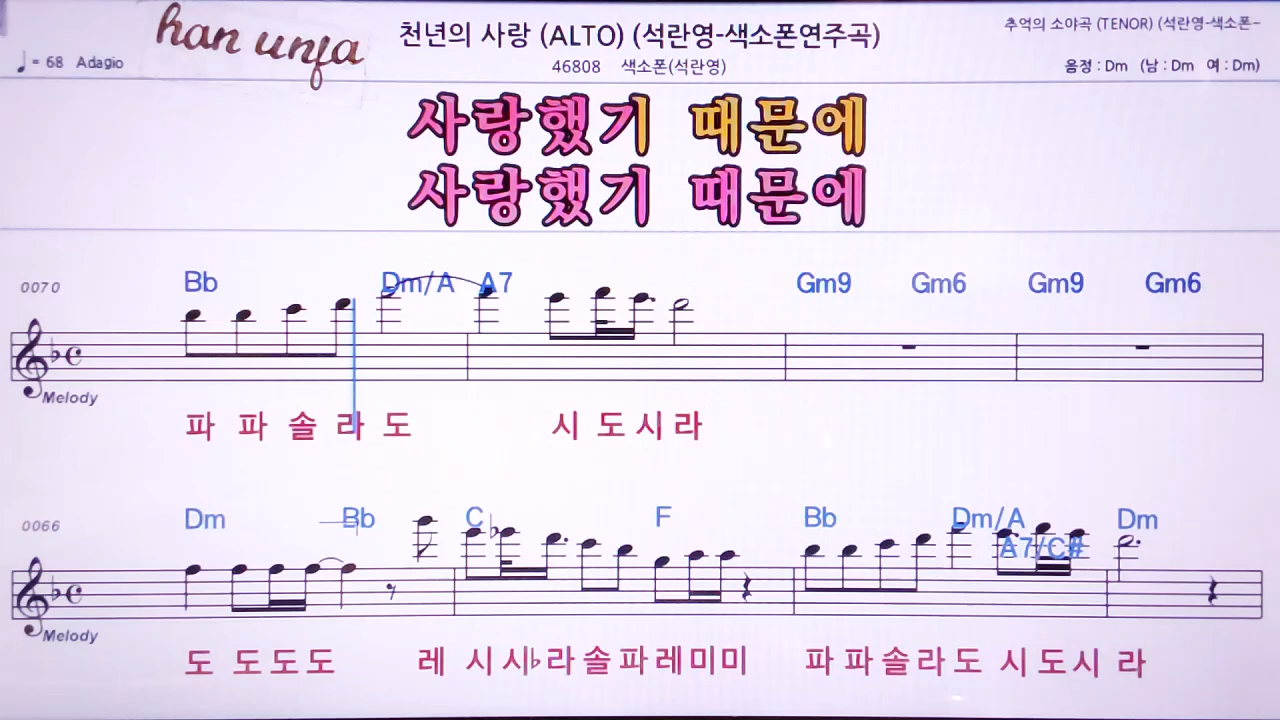 han unja
천년의 사랑 (ALTO) (석란영-색소폰연주곡)
추억의 소야곡 (TENOR) (석란영-색소폰-
♩= 68 Adagio
46808 색소폰(석란영)
음정 : Dm (남 : Dm 여 : Dm)
사랑했기 때문에
사랑했기 때문에
0070 Bb Dm/A A7 Gm9 Gm6 Gm9 Gm6
Melody
파 파 솔 라 도 시 도 시 라
0066 Dm Bb C F Bb Dm/A Dm
A7/C#
Melody
도 도 도 도 레 시 시♭ 라 솔 파 레 미 미 파 파 솔 라 도 시 도 시 라